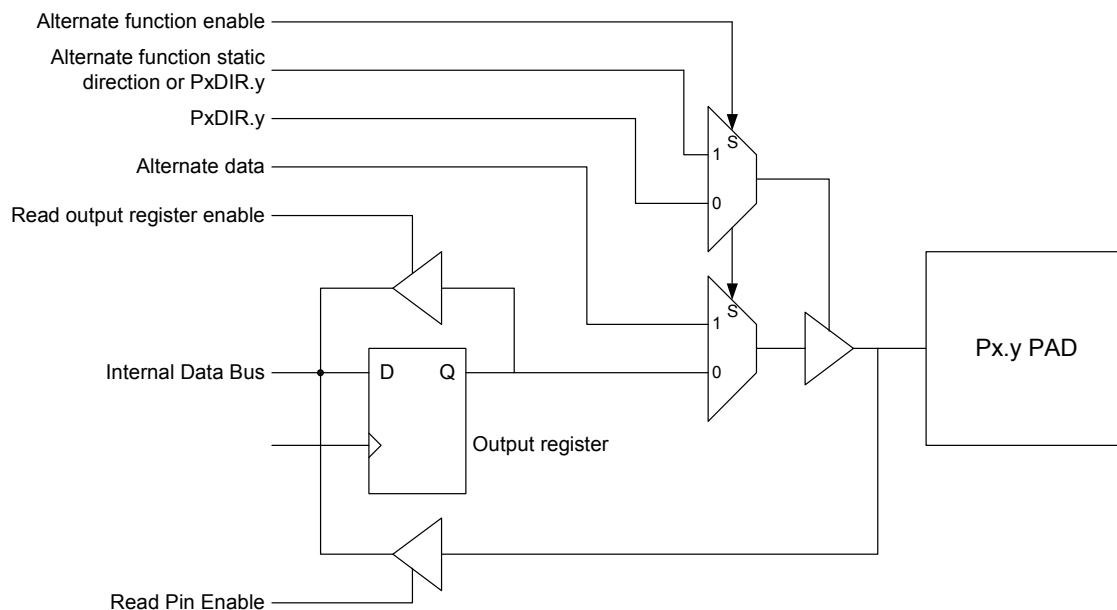 Alternate function enable
Alternate function static
direction or PxDIR.y
PxDIR.y
Alternate data
Read output register enable
S
1
0
S
1
0
Px.y PAD
Internal Data Bus
D Q
Output register
Read Pin Enable